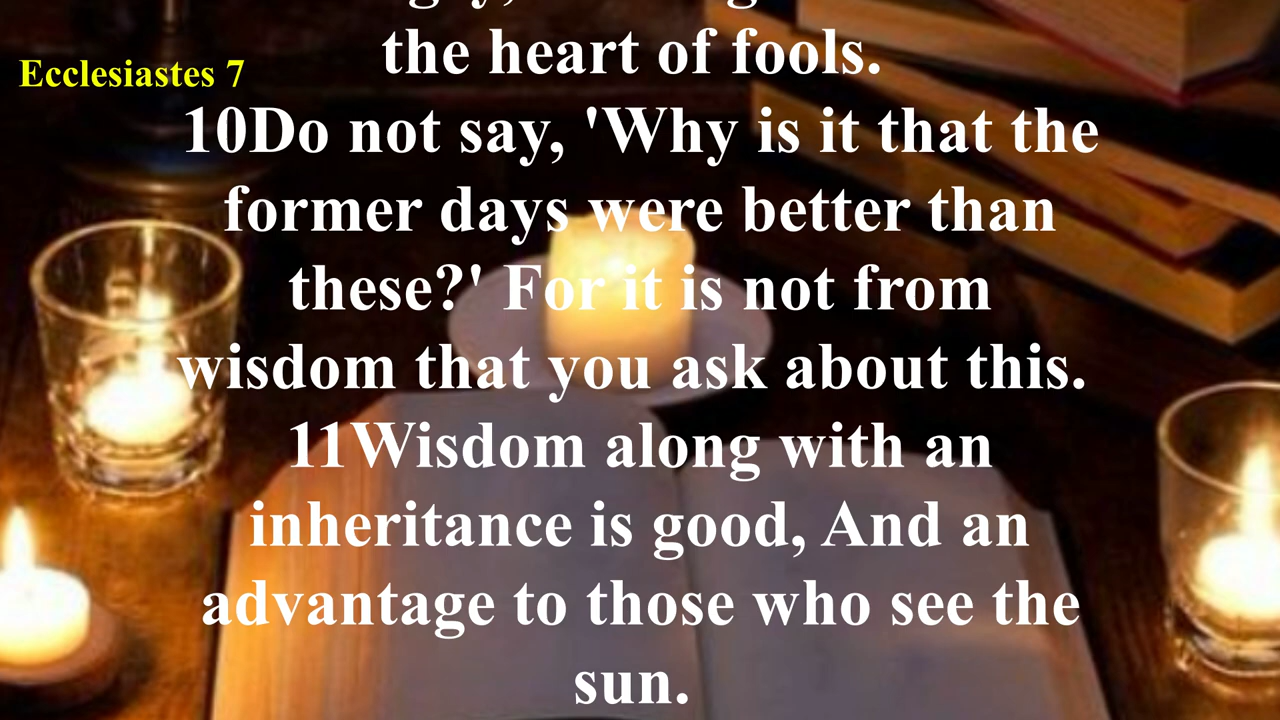 Ecclesiastes 7
the heart of fools.
10Do not say, 'Why is it that the
former days were better than
these?' For it is not from
wisdom that you ask about this.
11Wisdom along with an
inheritance is good, And an
advantage to those who see the
sun.